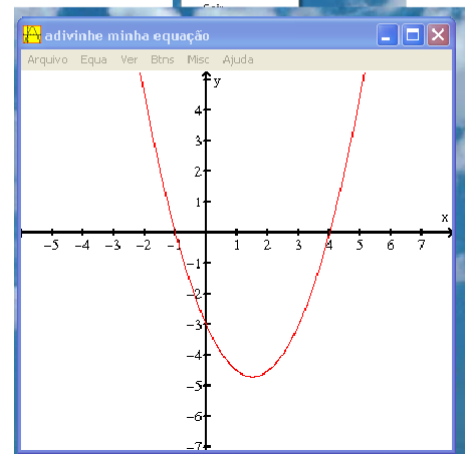 Sair
adivinhe minha equação
Arquivo Equa Ver Btns Misc Ajuda
y
4
3
2
1
x
-5 -4 -3 -2 -1 1 2 3 4 5 6 7
-1
-2
-3
-4
-5
-6
-7